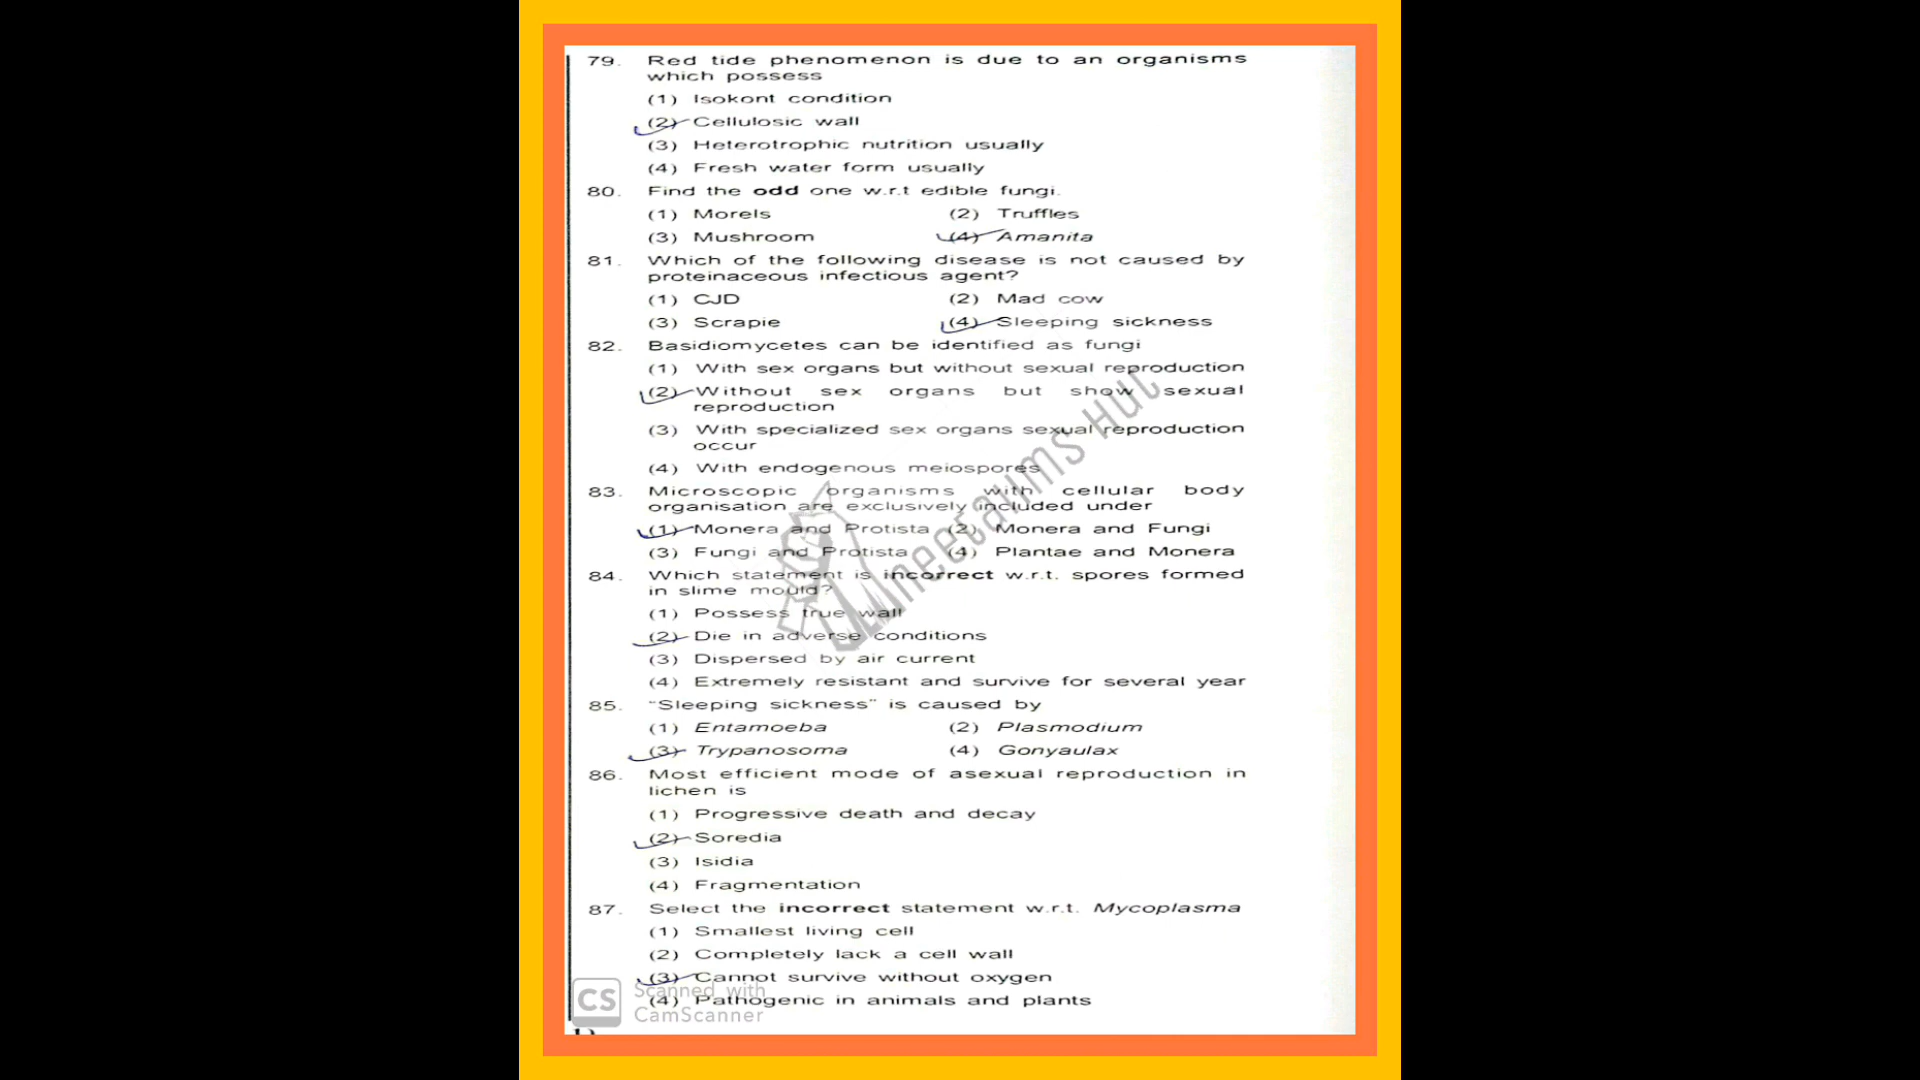 79. Red tide phenomenon is due to an organisms
which possess
(1) Isokont condition
(2) Cellulosic wall
(3) Heterotrophic nutrition usually
(4) Fresh water form usually
80. Find the odd one w.r.t edible fungi.
(1) Morels (2) Truffles
(3) Mushroom (4) Amanita
81. Which of the following disease is not caused by
proteinaceous infectious agent?
(1) CJD (2) Mad cow
(3) Scrapie (4) Sleeping sickness
82. Basidiomycetes can be identified as fungi
(1) With sex organs but without sexual reproduction
(2) Without sex organs but show sexual
reproduction
(3) With specialized sex organs sexual reproduction
occur
(4) With endogenous meiospores
83. Microscopic organisms with cellular body
organisation are exclusively included under
(1) Monera and Protista (2) Monera and Fungi
(3) Fungi and Protista (4) Plantae and Monera
84. Which statement is incorrect w.r.t. spores formed
in slime mould?
(1) Possess true wall
(2) Die in adverse conditions
(3) Dispersed by air current
(4) Extremely resistant and survive for several year
85. "Sleeping sickness" is caused by
(1) Entamoeba (2) Plasmodium
(3) Trypanosoma (4) Gonyaulax
86. Most efficient mode of asexual reproduction in
lichen is
(1) Progressive death and decay
(2) Soredia
(3) Isidia
(4) Fragmentation
87. Select the incorrect statement w.r.t. Mycoplasma
(1) Smallest living cell
(2) Completely lack a cell wall
(3) Cannot survive without oxygen
(4) Pathogenic in animals and plants
neetaiims Hut
CS Scanned with
CamScanner